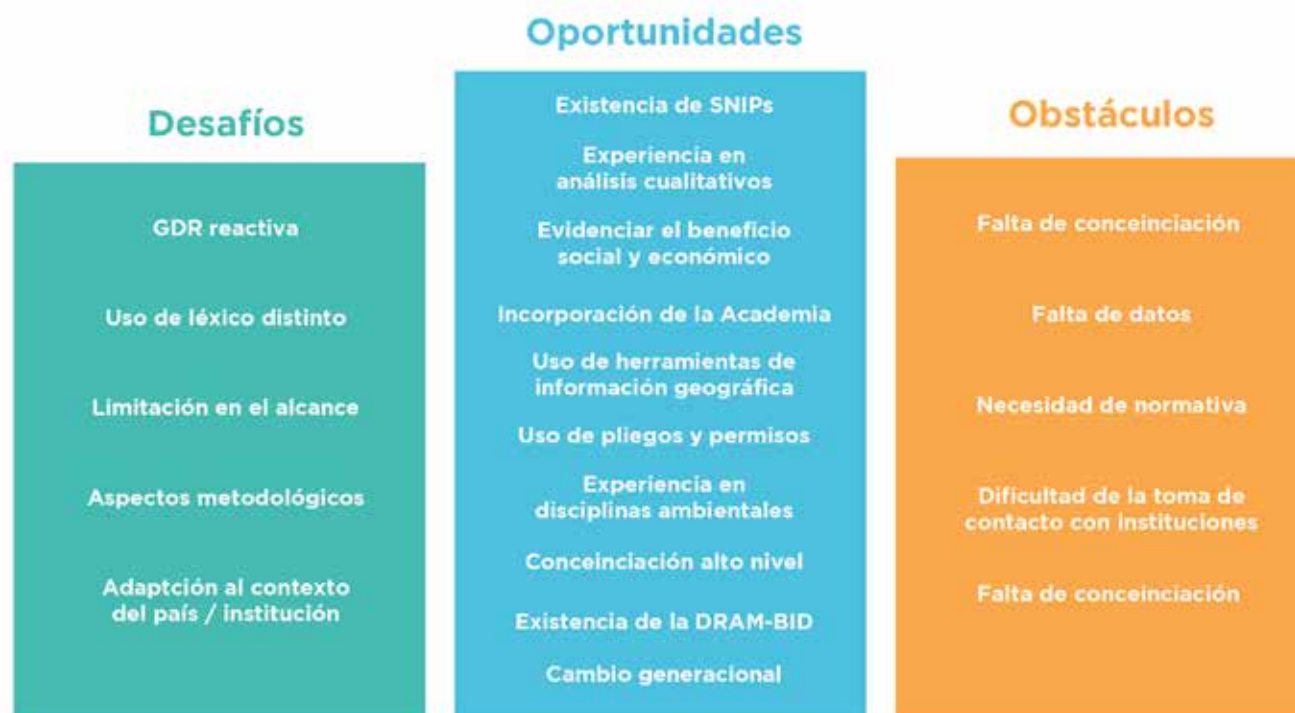 Desafíos
GDR reactiva
Uso de léxico distinto
Limitación en el alcance
Aspectos metodológicos
Adaptción al contexto
del país / institución
Oportunidades
Existencia de SNIPs
Experiencia en
análisis cualitativos
Evidenciar el beneficio
social y económico
Incorporación de la Academia
Uso de herramientas de
información geográfica
Uso de pliegos y permisos
Experiencia en
disciplinas ambientales
Conceinciación alto nivel
Existencia de la DRAM-BID
Cambio generacional
Obstáculos
Falta de conceinciación
Falta de datos
Necesidad de normativa
Dificultad de la toma de
contacto con instituciones
Falta de conceinciación